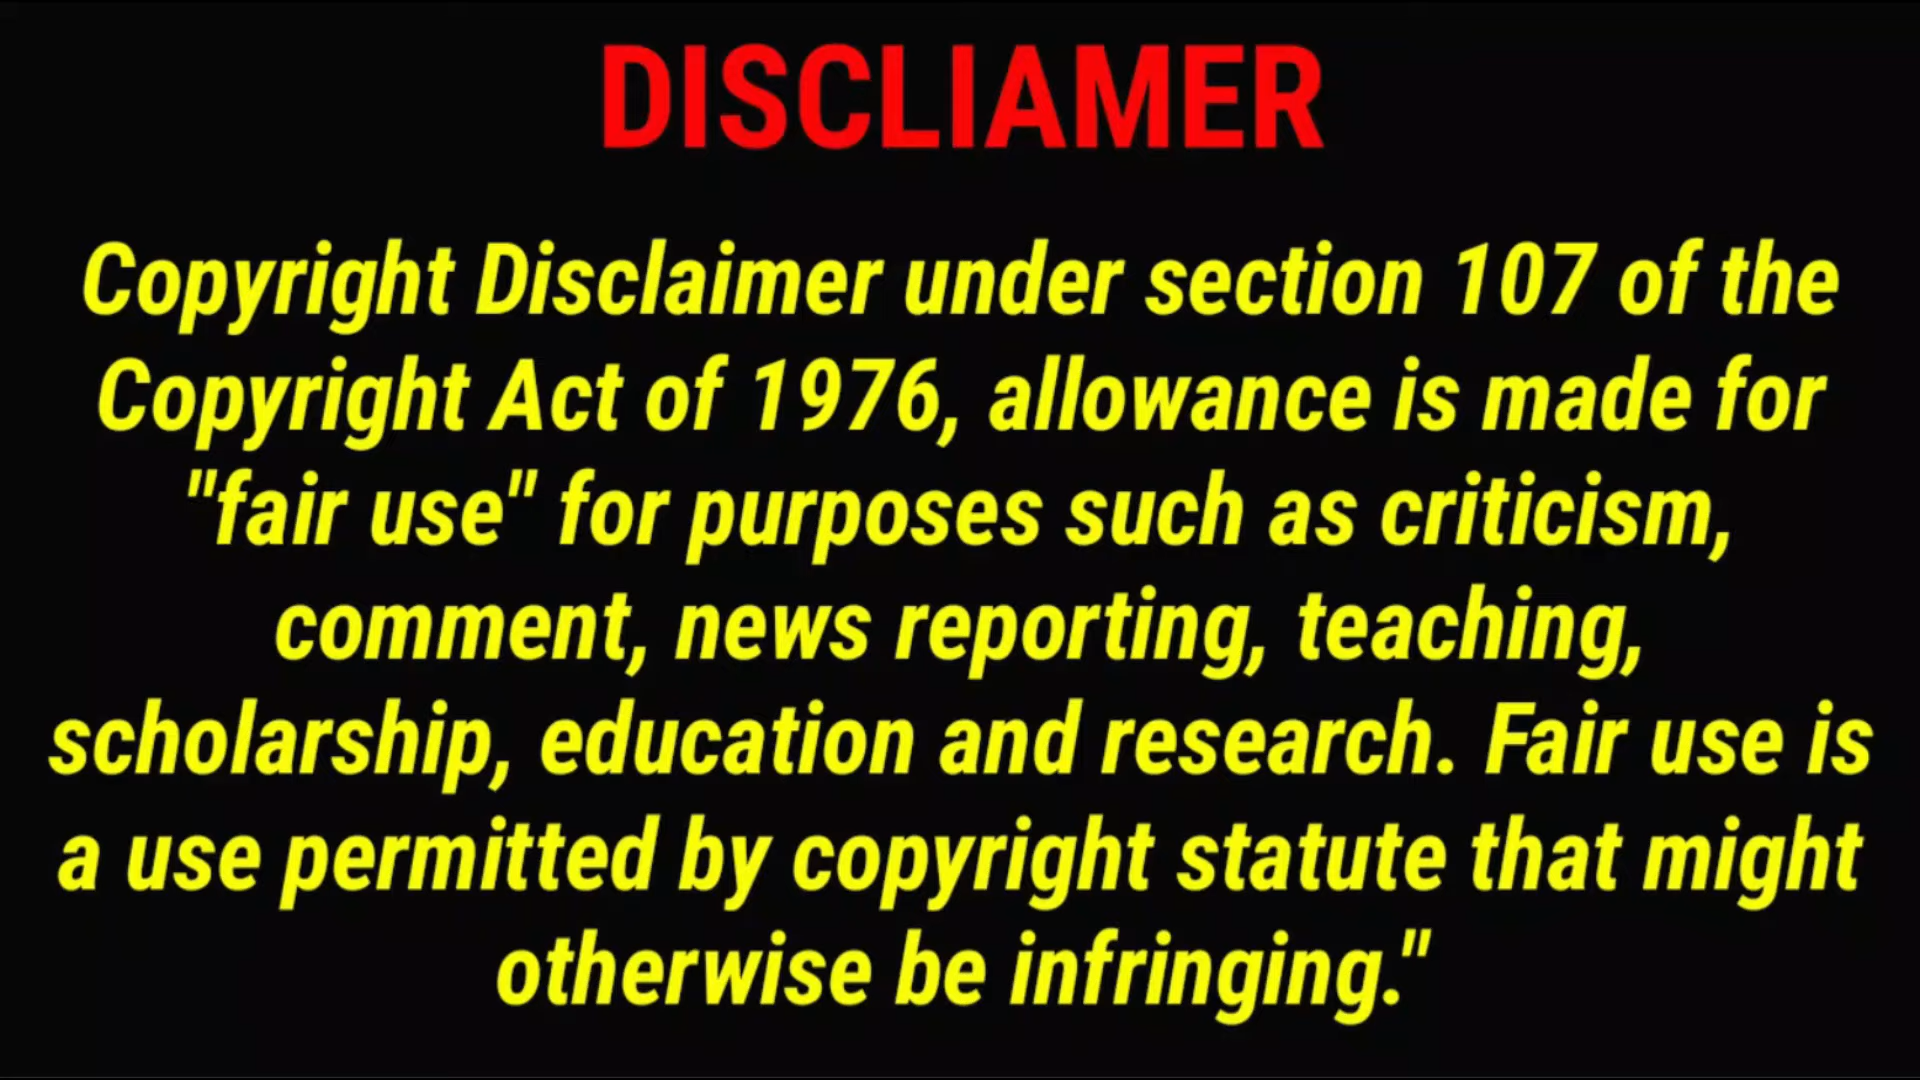 DISCLIAMER
Copyright Disclaimer under section 107 of the
Copyright Act of 1976, allowance is made for
"fair use" for purposes such as criticism,
comment, news reporting, teaching,
scholarship, education and research. Fair use is
a use permitted by copyright statute that might
otherwise be infringing."